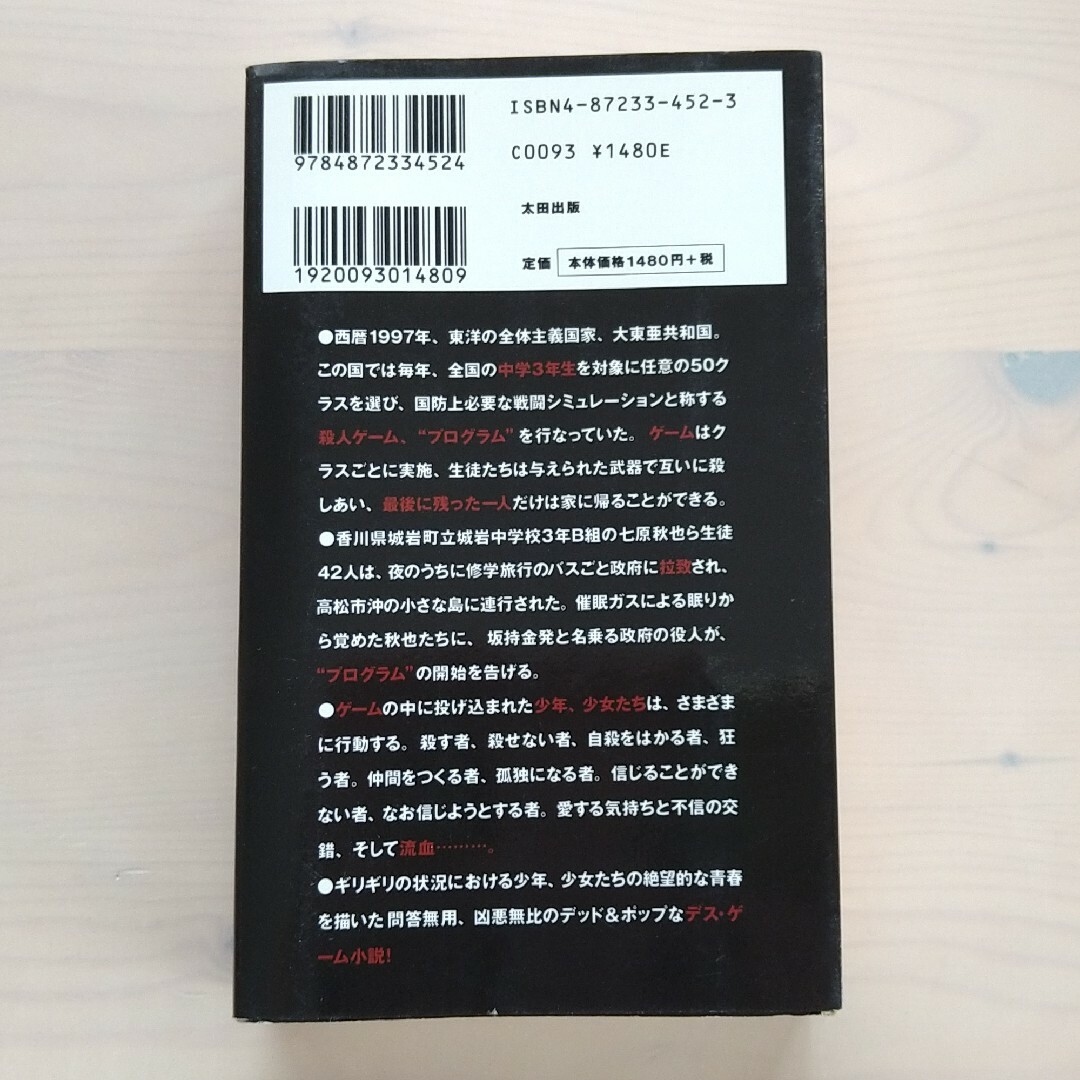 ISBN4-87233-452-3
9784872334524
C0093 ¥1480E
太田出版
1920093014809
定価 本体価格1480円+税
●西暦1997年、東洋の全体主義国家、大東亜共和国。
この国では毎年、全国の中学3年生を対象に任意の50ク
ラスを選び、国防上必要な戦闘シミュレーションと称する
殺人ゲーム、“プログラム”を行なっていた。ゲームはク
ラスごとに実施、生徒たちは与えられた武器で互いに殺
しあい、最後に残った一人だけは家に帰ることができる。
●香川県城岩町立城岩中学校3年B組の七原秋也ら生徒
42人は、夜のうちに修学旅行のバスごと政府に拉致され、
高松市沖の小さな島に連行された。催眠ガスによる眠りか
ら覚めた秋也たちに、坂持金発と名乗る政府の役人が、
“プログラム”の開始を告げる。
●ゲームの中に投げ込まれた少年、少女たちは、さまざま
に行動する。殺す者、殺せない者、自殺をはかる者、狂
う者。仲間をつくる者、孤独になる者。信じることができ
ない者、なお信じようとする者。愛する気持ちと不信の交
錯、そして流血………。
●ギリギリの状況における少年、少女たちの絶望的な青春
を描いた問答無用、凶悪無比のデッド&ポップなデス・ゲ
ーム小説!